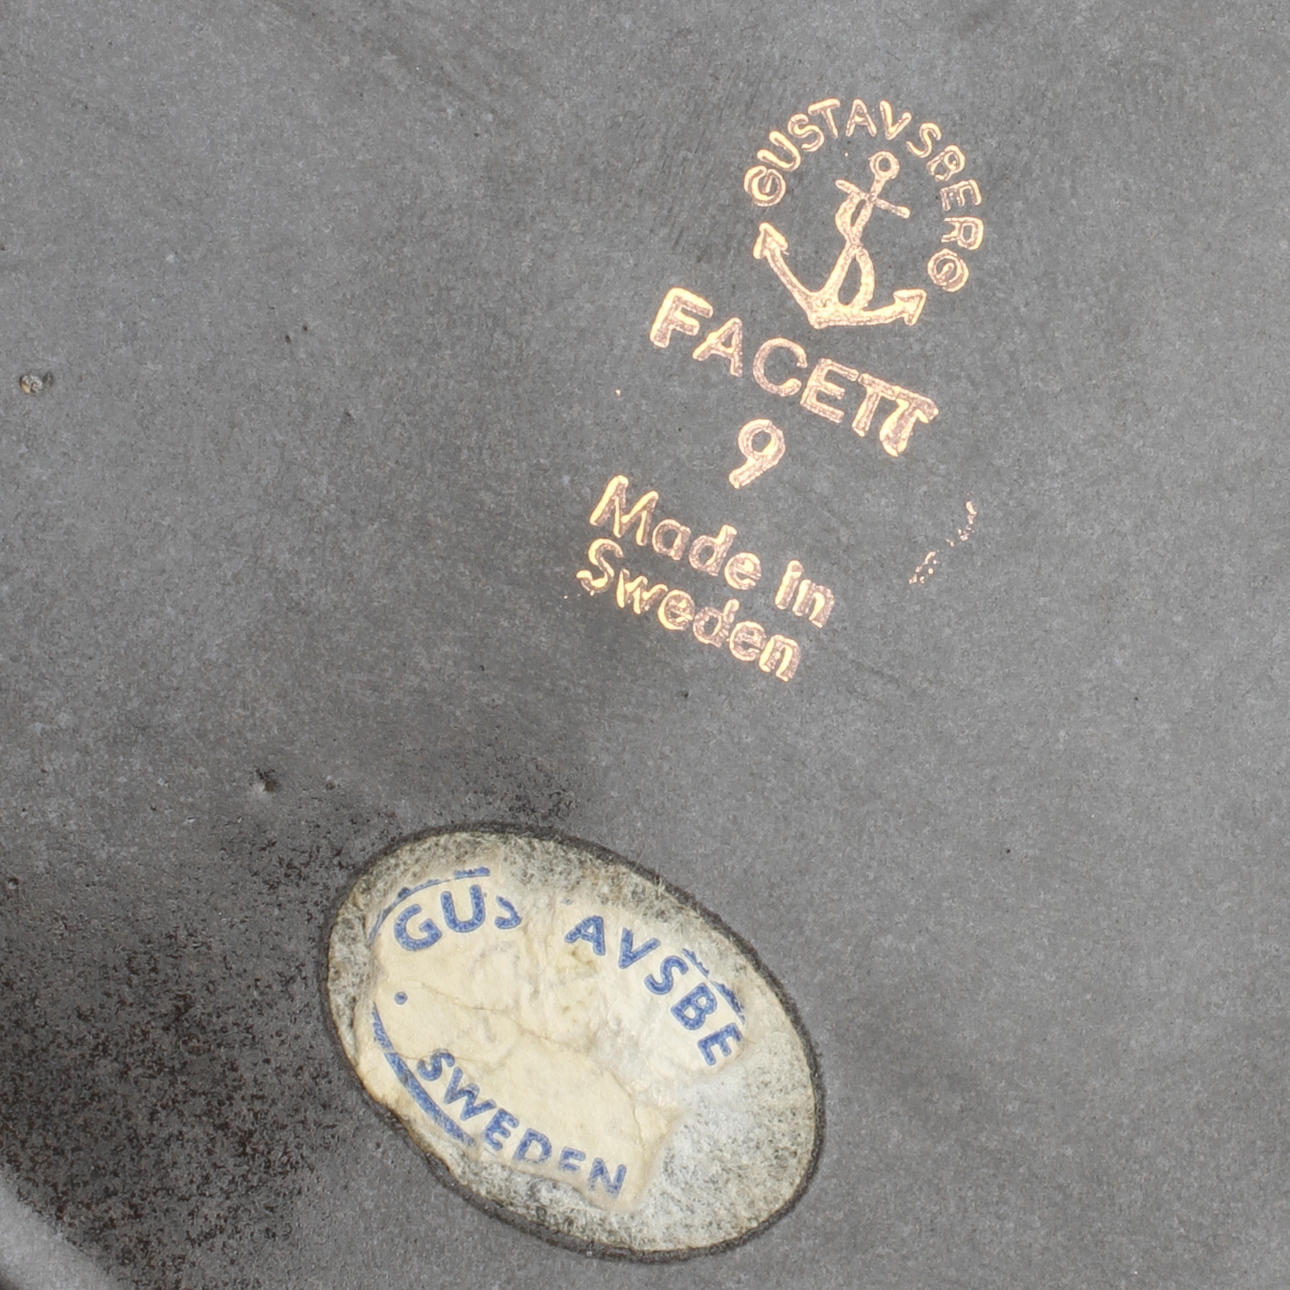 GUSTAVSBERG
FACETT
9
Made in
Sweden
GUS AVSBE
SWEDEN